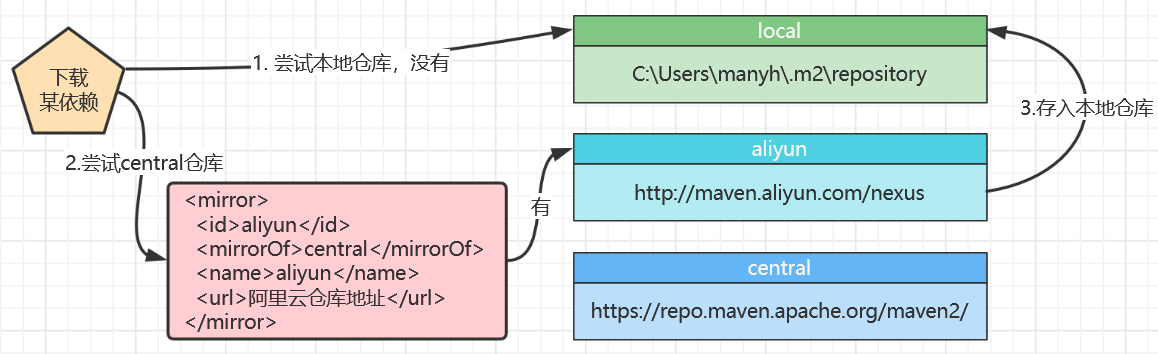 下载
某依赖
1. 尝试本地仓库，没有
local
C:\Users\manyh\.m2\repository
3.存入本地仓库
2.尝试central仓库
<mirror>
<id>aliyun</id>
<mirrorOf>central</mirrorOf>
<name>aliyun</name>
<url>阿里云仓库地址</url>
</mirror>
有
aliyun
http://maven.aliyun.com/nexus
central
https://repo.maven.apache.org/maven2/